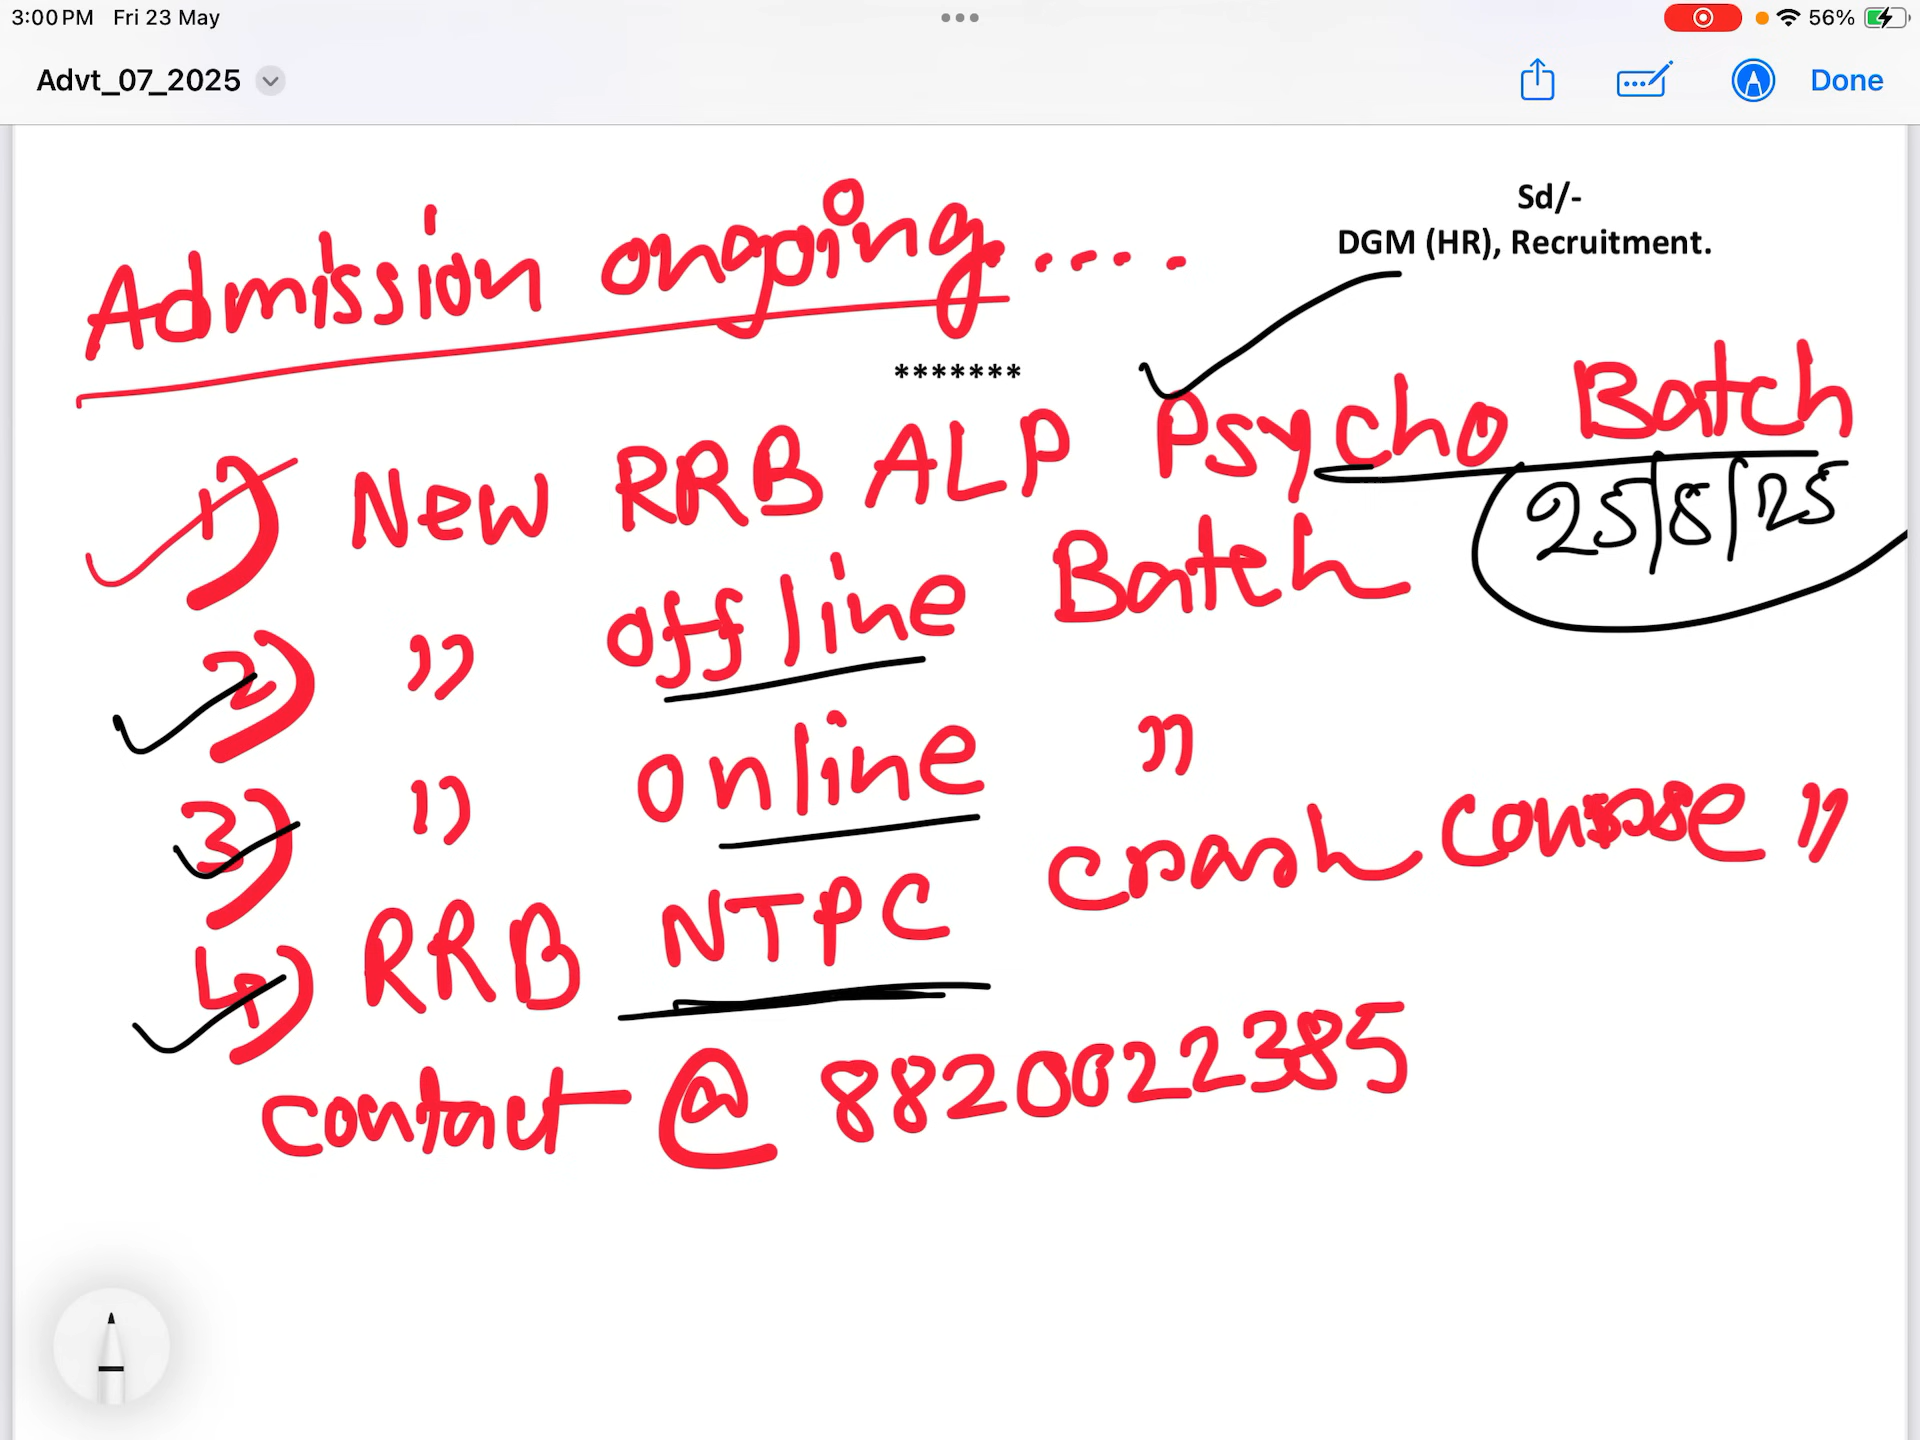 3:00 PM Fri 23 May
56%
Advt_07_2025
Done
Sd/-
DGM (HR), Recruitment.
Admission ongoing.....
*******
1) New RRB ALP Psycho Batch
25/8/25
2) " offline Batch
3) " online "
4) RRB NTPC crash course "
contact @ 8820022385